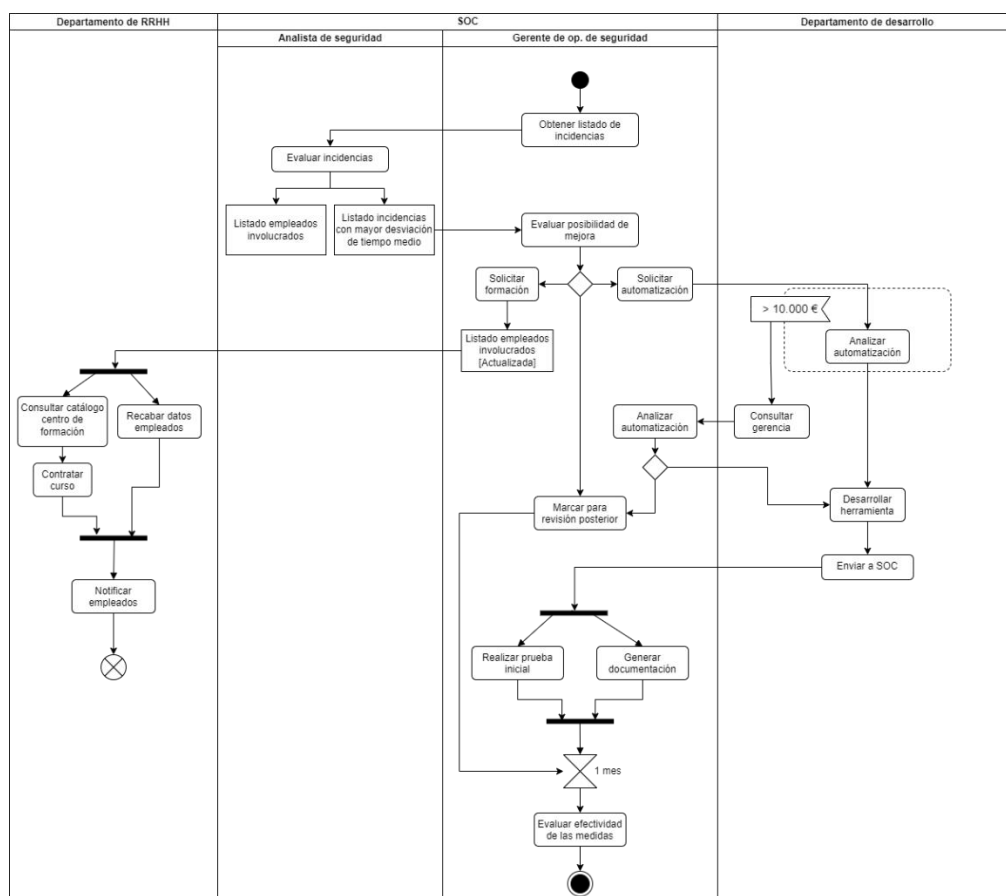 Departamento de RRHH
SOC
Departamento de desarrollo
Analista de seguridad
Gerente de op. de seguridad
Obtener listado de
incidencias
Evaluar incidencias
Listado empleados
involucrados
Listado incidencias
con mayor desviación
de tiempo medio
Evaluar posibilidad de
mejora
Solicitar
formación
Solicitar
automatización
> 10.000 €
Analizar
automatización
Listado empleados
involucrados
[Actualizada]
Consultar catálogo
centro de
formación
Recabar datos
empleados
Analizar
automatización
Consultar
gerencia
Contratar
curso
Marcar para
revisión posterior
Desarrollar
herramienta
Enviar a SOC
Notificar
empleados
Realizar prueba
inicial
Generar
documentación
1 mes
Evaluar efectividad
de las medidas